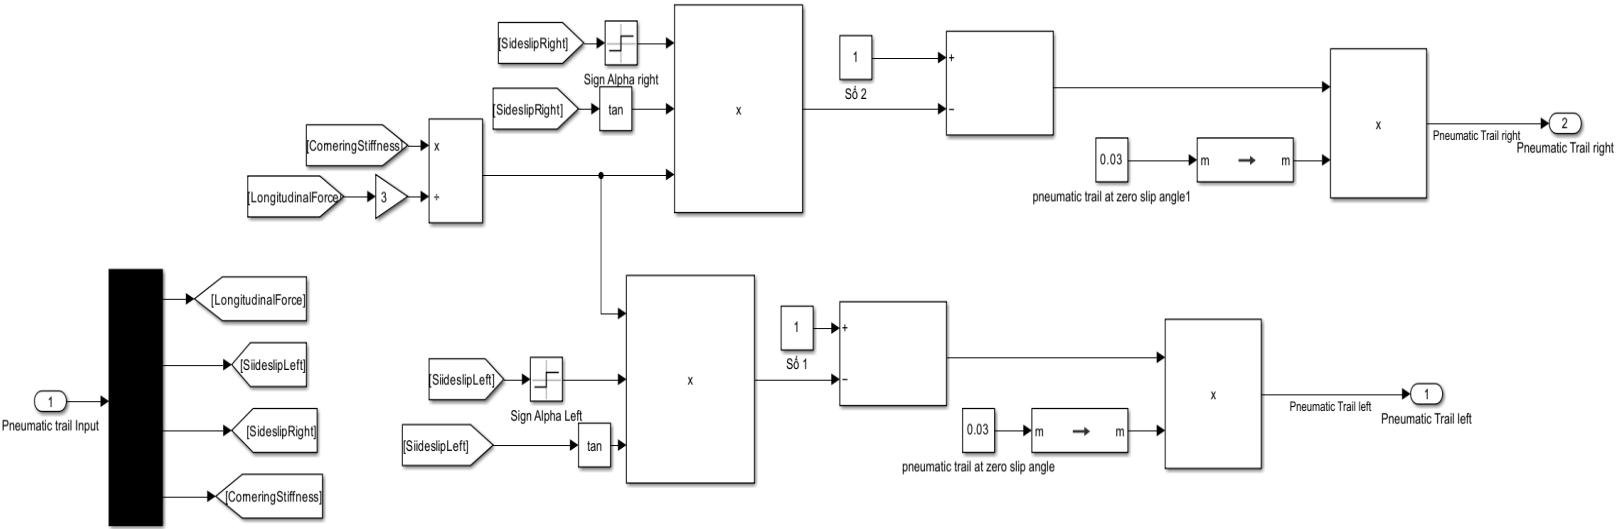 [SideslipRight]
Sign Alpha right
[SideslipRight]
tan
x
1
Số 2
+
−
[CorneringStiffness]
x
[LongitudinalForce]
3
÷
0.03
m → m
pneumatic trail at zero slip angle1
x
Pneumatic Trail right
2
Pneumatic Trail right
1
Pneumatic trail Input
[LongitudinalForce]
[SiideslipLeft]
[SideslipRight]
[CorneringStiffness]
[SiideslipLeft]
Sign Alpha Left
[SiideslipLeft]
tan
x
1
Số 1
+
−
0.03
m → m
pneumatic trail at zero slip angle
x
Pneumatic Trail left
1
Pneumatic Trail left